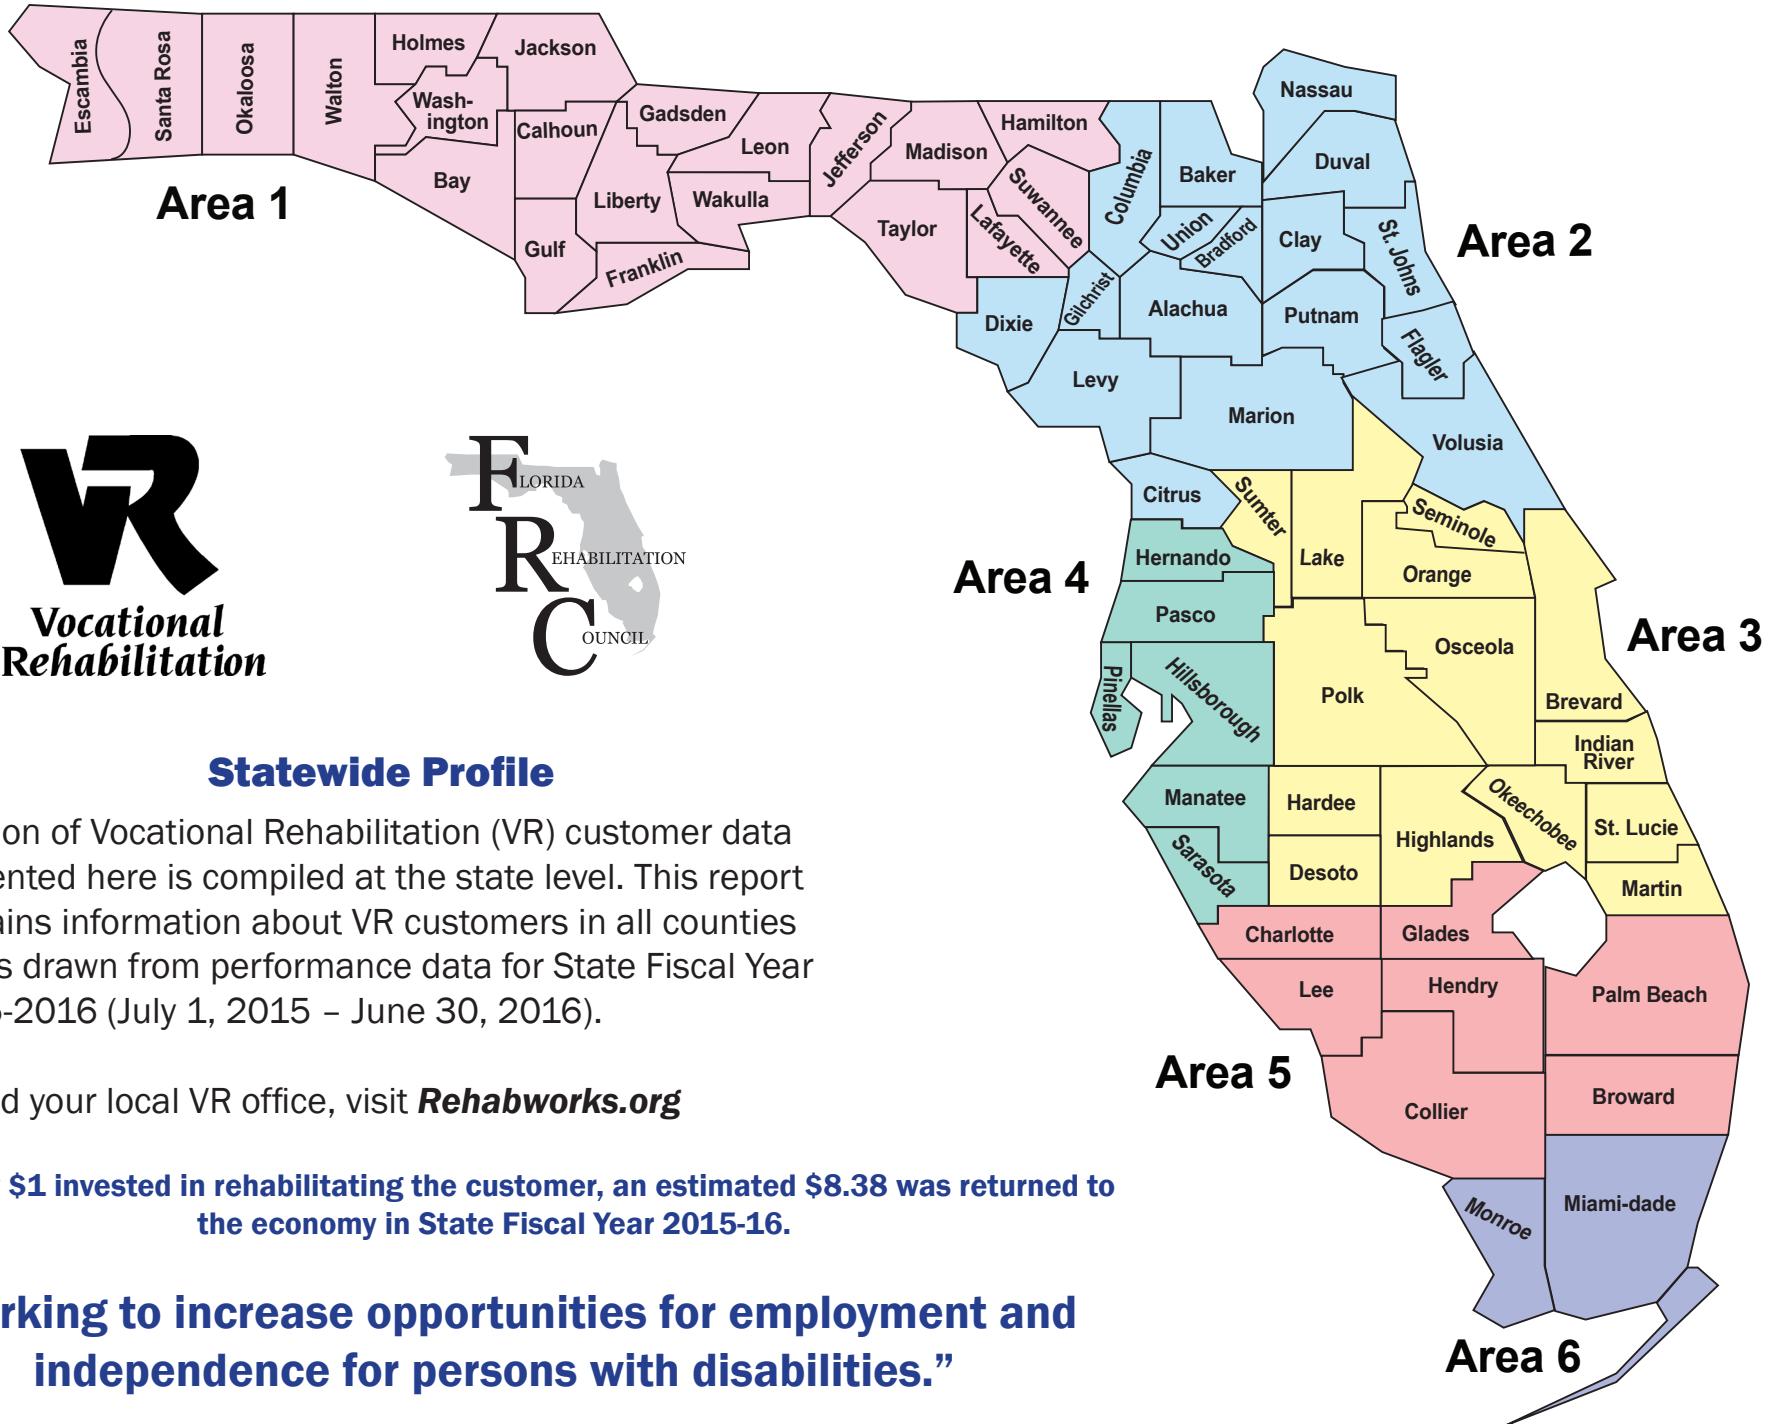 Escambia
Santa Rosa
Okaloosa
Walton
Holmes
Jackson
Wash-
ington
Bay
Calhoun
Gulf
Gadsden
Liberty
Franklin
Leon
Wakulla
Jefferson
Madison
Taylor
Hamilton
Suwannee
Lafayette
Area 1
Nassau
Duval
Baker
Columbia
Union
Bradford
Clay
St. Johns
Area 2
Dixie
Gilchrist
Alachua
Putnam
Flagler
Levy
Marion
Volusia
Citrus
Sumter
Lake
Seminole
Orange
Area 3
Osceola
Polk
Brevard
Indian
River
Hardee
Highlands
Okeechobee
St. Lucie
Desoto
Martin
Area 4
Hernando
Pasco
Pinellas
Hillsborough
Manatee
Sarasota
Charlotte
Glades
Lee
Hendry
Palm Beach
Area 5
Collier
Broward
Monroe
Miami-dade
Area 6
VR
Vocational
Rehabilitation
FLORIDA
REHABILITATION
COUNCIL
Statewide Profile
on of Vocational Rehabilitation (VR) customer data
ented here is compiled at the state level. This report
ains information about VR customers in all counties
s drawn from performance data for State Fiscal Year
-2016 (July 1, 2015 – June 30, 2016).
d your local VR office, visit Rehabworks.org
$1 invested in rehabilitating the customer, an estimated $8.38 was returned to
the economy in State Fiscal Year 2015-16.
rking to increase opportunities for employment and
independence for persons with disabilities.”